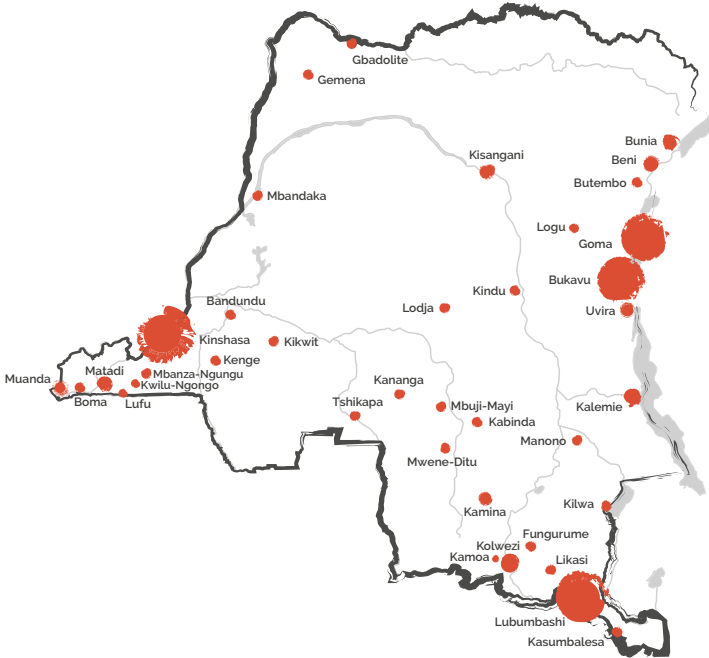 Gbadolite
Gemena
Bunia
Kisangani
Beni
Butembo
Mbandaka
Logu
Goma
Bukavu
Kindu
Bandundu
Lodja
Uvira
Kinshasa
Kikwit
Kenge
Matadi
Mbanza-Ngungu
Muanda
Kananga
Kwilu-Ngongo
Boma
Lufu
Tshikapa
Mbuji-Mayi
Kalemie
Kabinda
Manono
Mwene-Ditu
Kilwa
Kamina
Fungurume
Kolwezi
Kamoa
Likasi
Lubumbashi
Kasumbalesa